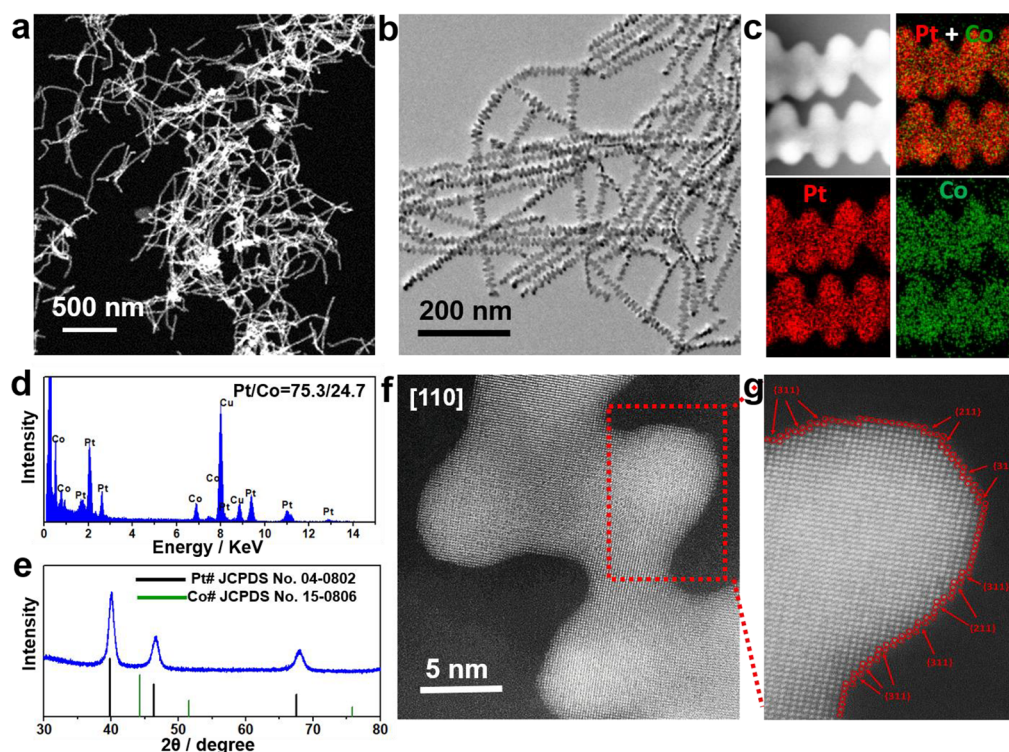 a
500 nm
b
200 nm
c
Pt + Co
Pt
Co
d
Pt/Co=75.3/24.7
Intensity
Co
Co
Pt
Pt
Pt
Co
Co
Cu
Pt
Cu
Pt
Pt
Pt
0 2 4 6 8 10 12 14
Energy / KeV
e
Pt# JCPDS No. 04-0802
Co# JCPDS No. 15-0806
Intensity
30 40 50 60 70 80
2θ / degree
f
[110]
5 nm
g
{311}
{211}
{311}
{211}
{311}
{311}